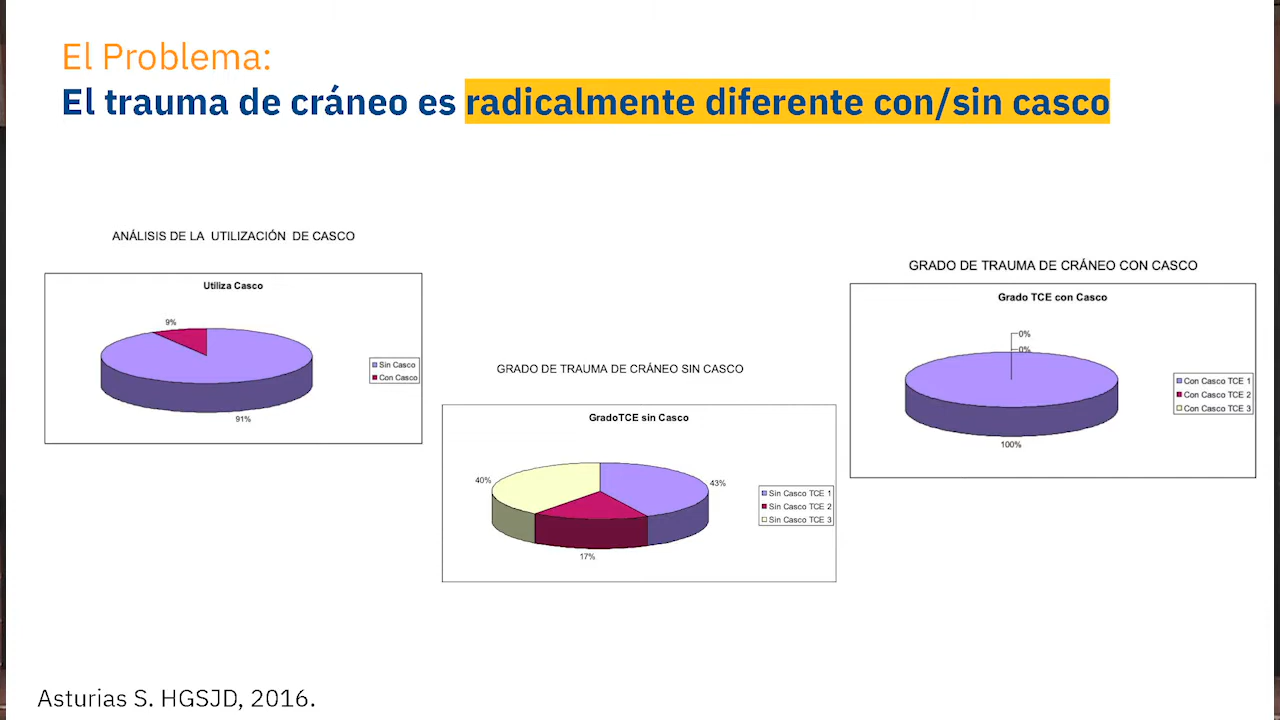 El Problema:
El trauma de cráneo es radicalmente diferente con/sin casco
ANÁLISIS DE LA UTILIZACIÓN DE CASCO
Utiliza Casco
9%
Sin Casco
Con Casco
91%
GRADO DE TRAUMA DE CRÁNEO SIN CASCO
GradoTCE sin Casco
40%
43%
Sin Casco TCE 1
Sin Casco TCE 2
Sin Casco TCE 3
17%
GRADO DE TRAUMA DE CRÁNEO CON CASCO
Grado TCE con Casco
0%
0%
Con Casco TCE 1
Con Casco TCE 2
Con Casco TCE 3
100%
Asturias S. HGSJD, 2016.